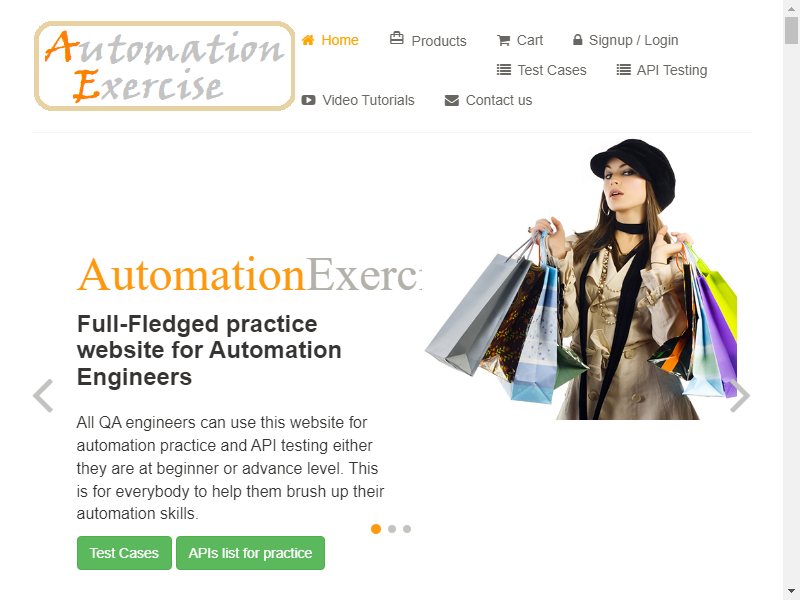 Automation
Exercise
Home
Products
Cart
Signup / Login
Test Cases
API Testing
Video Tutorials
Contact us
AutomationExerc
Full-Fledged practice
website for Automation
Engineers
All QA engineers can use this website for
automation practice and API testing either
they are at beginner or advance level. This
is for everybody to help them brush up their
automation skills.
Test Cases
APIs list for practice